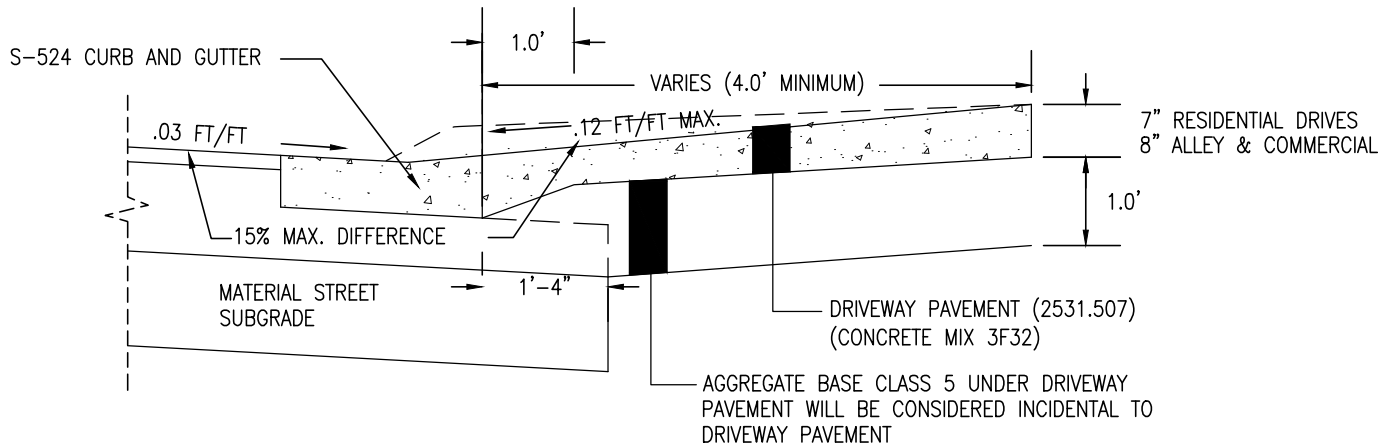 1.0'
S-524 CURB AND GUTTER
VARIES (4.0' MINIMUM)
.03 FT/FT
.12 FT/FT MAX.
7" RESIDENTIAL DRIVES
8" ALLEY & COMMERCIAL
1.0'
15% MAX. DIFFERENCE
1'-4"
MATERIAL STREET
SUBGRADE
DRIVEWAY PAVEMENT (2531.507)
(CONCRETE MIX 3F32)
AGGREGATE BASE CLASS 5 UNDER DRIVEWAY
PAVEMENT WILL BE CONSIDERED INCIDENTAL TO
DRIVEWAY PAVEMENT